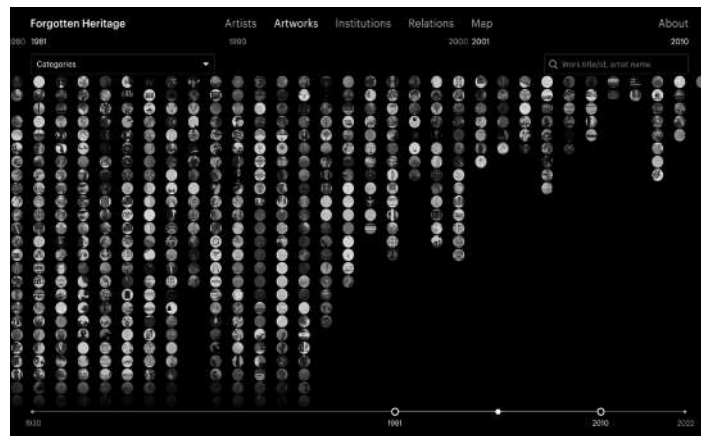 Forgotten Heritage Artists Artworks Institutions Relations Map About
1980 1981 1990 2000 2001 2010
Categories
Work title/id, artist name
1930 1981 2010 2022